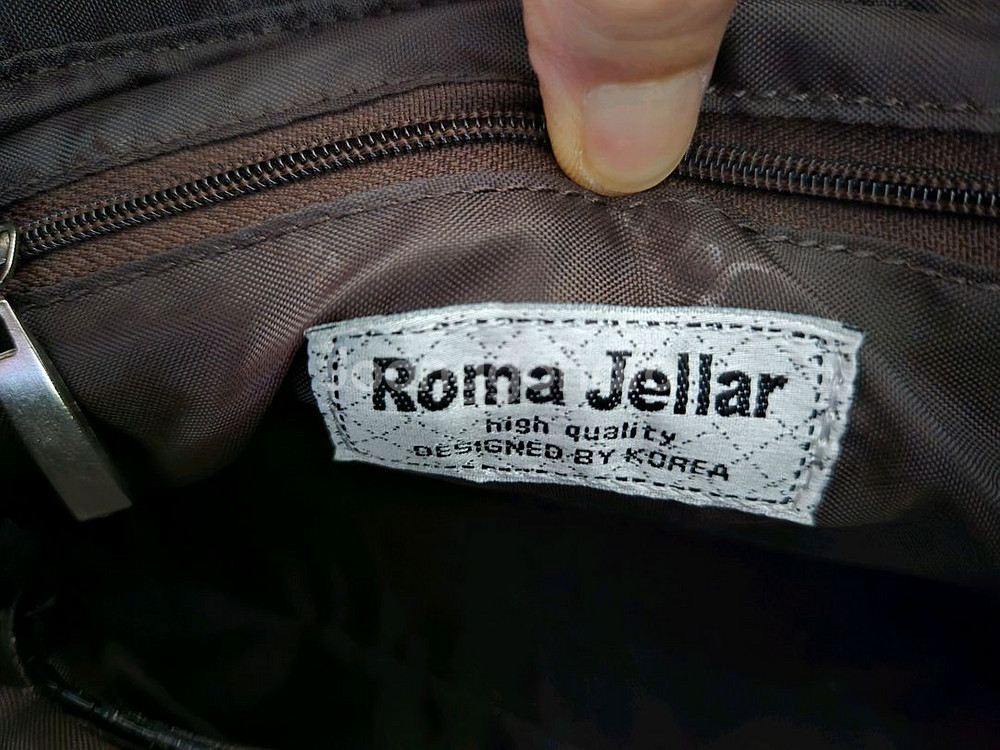 Roma Jellar
high quality
DESIGNED BY KOREA